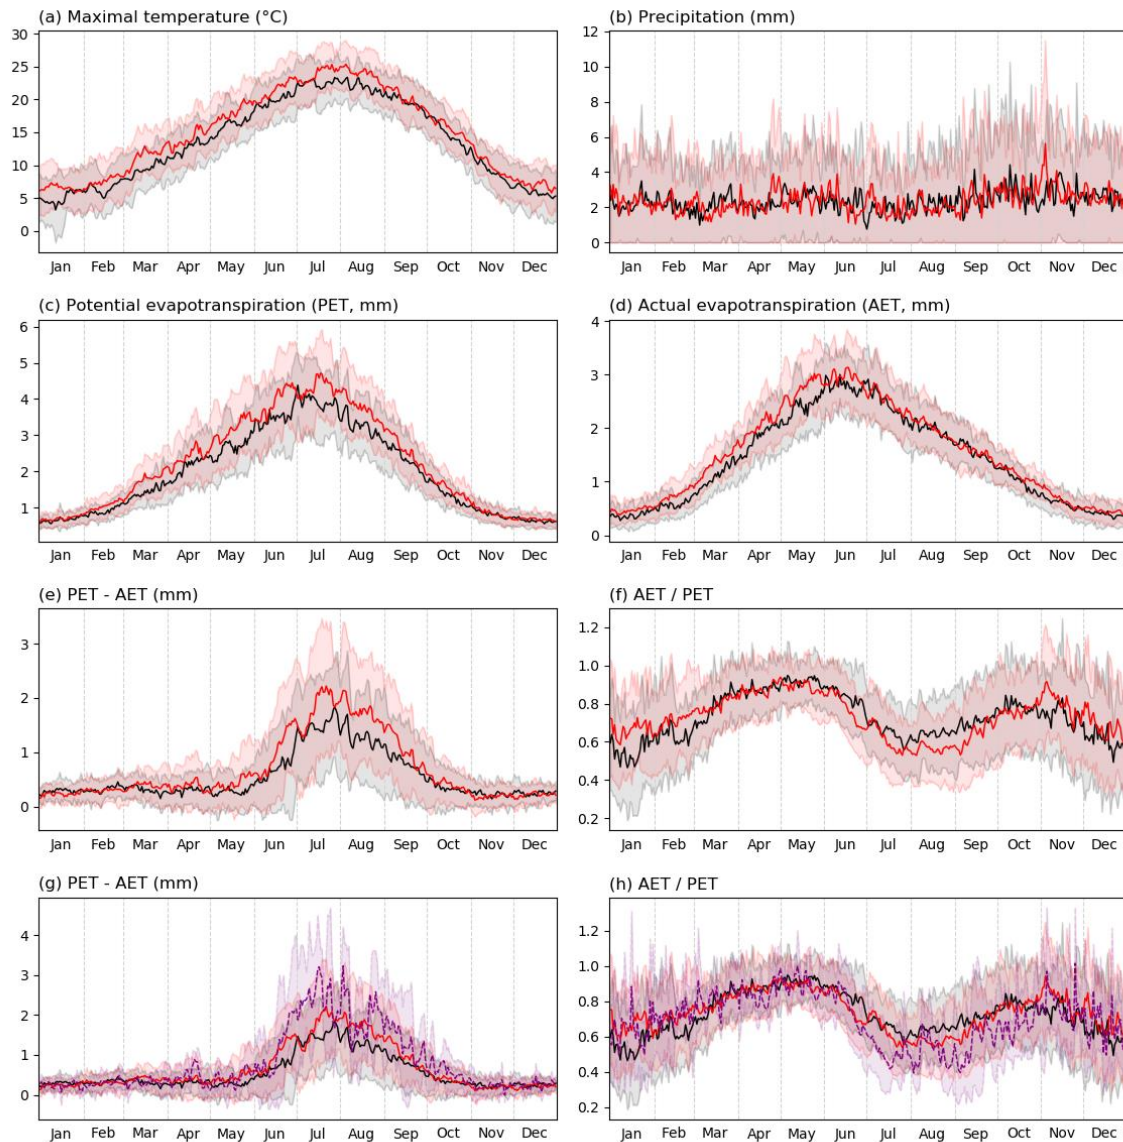 (a) Maximal temperature (°C)
30
25
20
15
10
5
0
Jan Feb Mar Apr May Jun Jul Aug Sep Oct Nov Dec
(b) Precipitation (mm)
12
10
8
6
4
2
0
Jan Feb Mar Apr May Jun Jul Aug Sep Oct Nov Dec
(c) Potential evapotranspiration (PET, mm)
6
5
4
3
2
1
Jan Feb Mar Apr May Jun Jul Aug Sep Oct Nov Dec
(d) Actual evapotranspiration (AET, mm)
4
3
2
1
0
Jan Feb Mar Apr May Jun Jul Aug Sep Oct Nov Dec
(e) PET - AET (mm)
3
2
1
0
Jan Feb Mar Apr May Jun Jul Aug Sep Oct Nov Dec
(f) AET / PET
1.2
1.0
0.8
0.6
0.4
0.2
Jan Feb Mar Apr May Jun Jul Aug Sep Oct Nov Dec
(g) PET - AET (mm)
4
3
2
1
0
Jan Feb Mar Apr May Jun Jul Aug Sep Oct Nov Dec
(h) AET / PET
1.2
1.0
0.8
0.6
0.4
0.2
Jan Feb Mar Apr May Jun Jul Aug Sep Oct Nov Dec